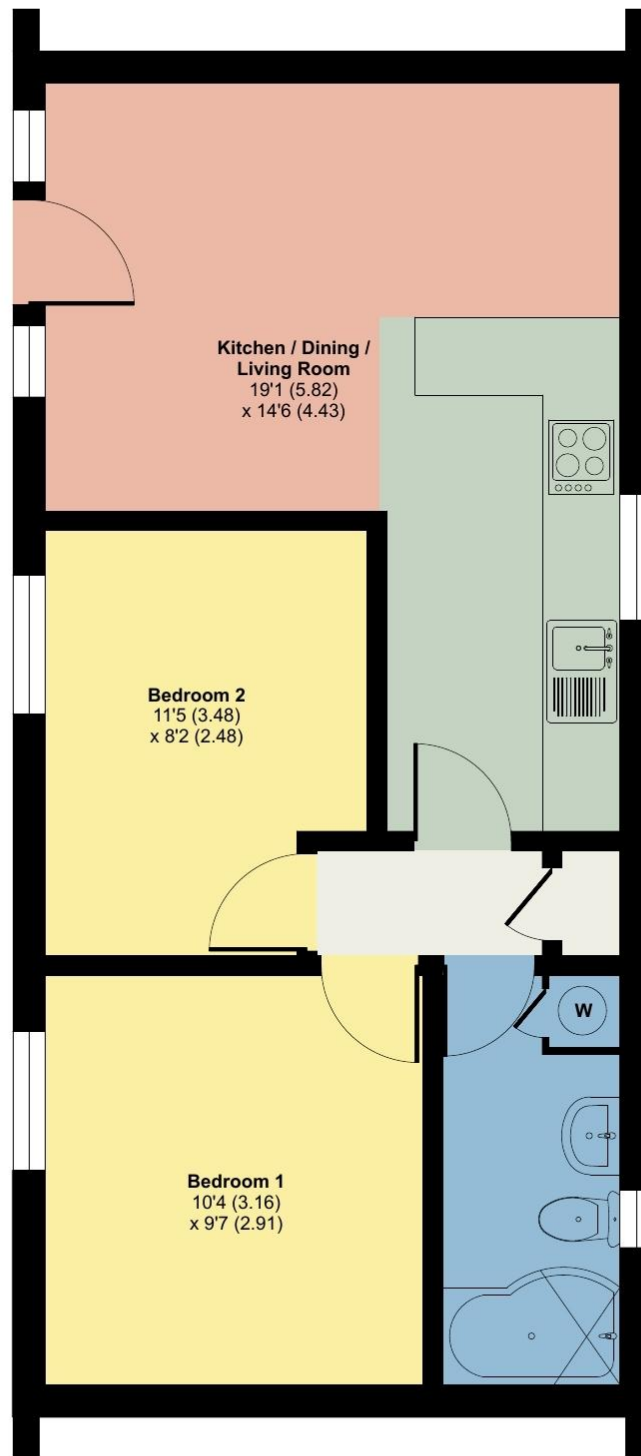 Kitchen / Dining /
Living Room
19'1 (5.82)
x 14'6 (4.43)
Bedroom 2
11'5 (3.48)
x 8'2 (2.48)
W
Bedroom 1
10'4 (3.16)
x 9'7 (2.91)